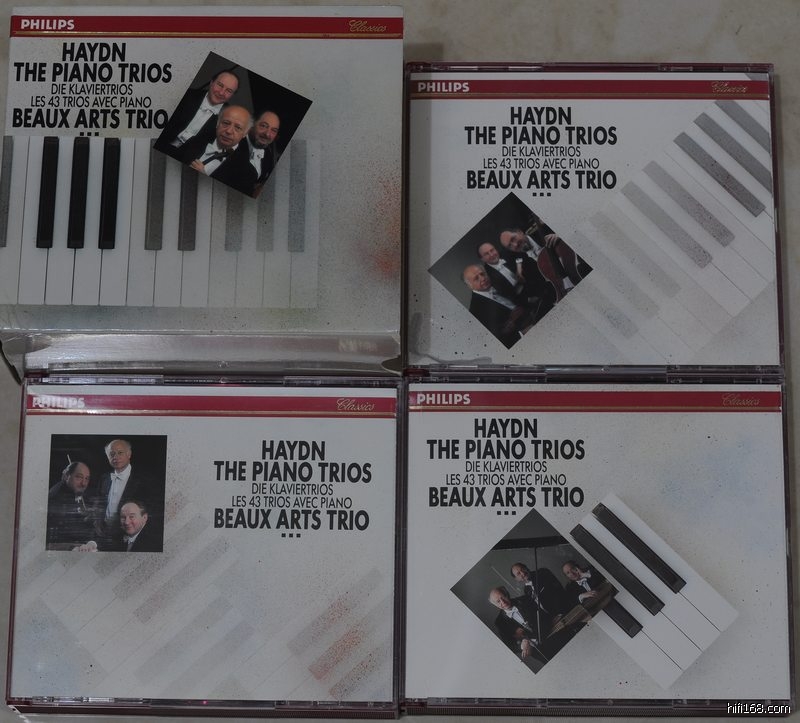 PHILIPS
Classics
HAYDN
THE PIANO TRIOS
DIE KLAVIERTRIOS
LES 43 TRIOS AVEC PIANO
BEAUX ARTS TRIO
PHILIPS
Classics
HAYDN
THE PIANO TRIOS
DIE KLAVIERTRIOS
LES 43 TRIOS AVEC PIANO
BEAUX ARTS TRIO
PHILIPS
Classics
HAYDN
THE PIANO TRIOS
DIE KLAVIERTRIOS
LES 43 TRIOS AVEC PIANO
BEAUX ARTS TRIO
PHILIPS
Classics
HAYDN
THE PIANO TRIOS
DIE KLAVIERTRIOS
LES 43 TRIOS AVEC PIANO
BEAUX ARTS TRIO
hifi168.com